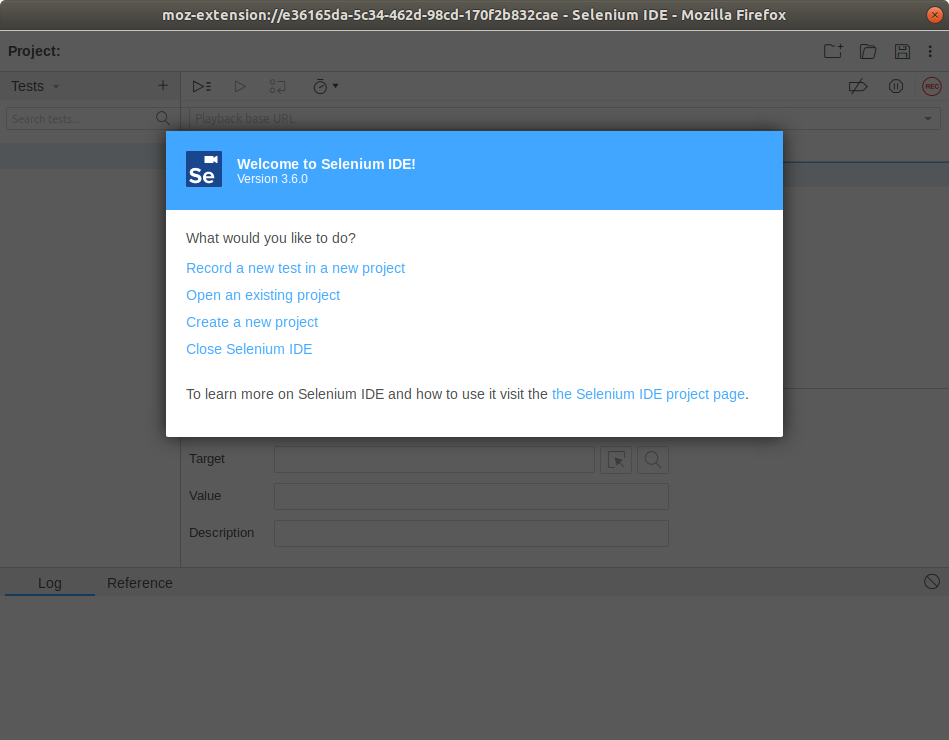 moz-extension://e36165da-5c34-462d-98cd-170f2b832cae - Selenium IDE - Mozilla Firefox
Project:
Tests
REC
Search tests...
Playback base URL
Se
Welcome to Selenium IDE!
Version 3.6.0
What would you like to do?
Record a new test in a new project
Open an existing project
Create a new project
Close Selenium IDE
To learn more on Selenium IDE and how to use it visit the the Selenium IDE project page.
Target
Value
Description
Log Reference